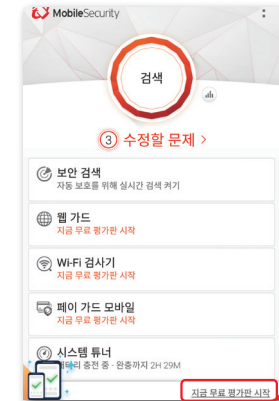 MobileSecurity
검색
3 수정할 문제 >
보안 검색
자동 보호를 위해 실시간 검색 켜기
웹 가드
지금 무료 평가판 시작
Wi-Fi 검사기
지금 무료 평가판 시작
페이 가드 모바일
지금 무료 평가판 시작
시스템 튜너
터리 충전 중 - 완충까지 2H 29M
지금 무료 평가판 시작